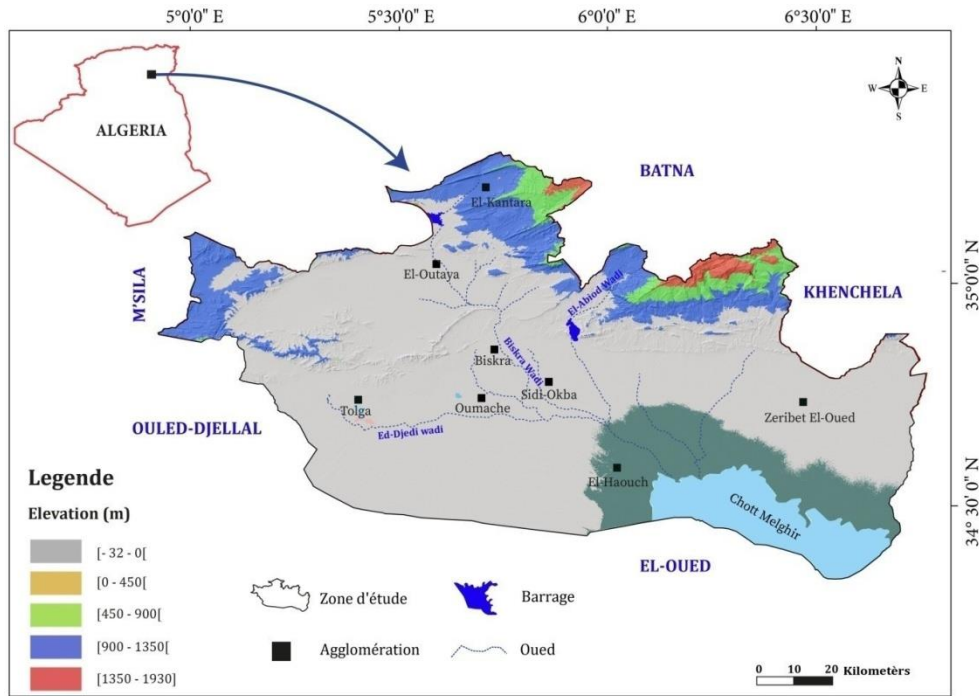 5°0'0" E
5°30'0" E
6°0'0" E
6°30'0" E
ALGERIA
N
W
E
S
BATNA
El-Kantara
El-Outaya
M'SILA
KHENCHELA
35°0'0" N
El-Abiod Wadi
Biskra
Biskra Wadi
Sidi-Okba
Tolga
Oumache
Zeribet El-Oued
OULED-DJELLAL
Ed-Djedi wadi
El-Haouch
Chott Melghir
34°30'0" N
EL-OUED
Legende
Elevation (m)
[- 32 - 0[
[0 - 450[
[450 - 900[
[900 - 1350[
[1350 - 1930]
Zone d'étude
Barrage
Agglomération
Oued
0 10 20 Kilometèrs